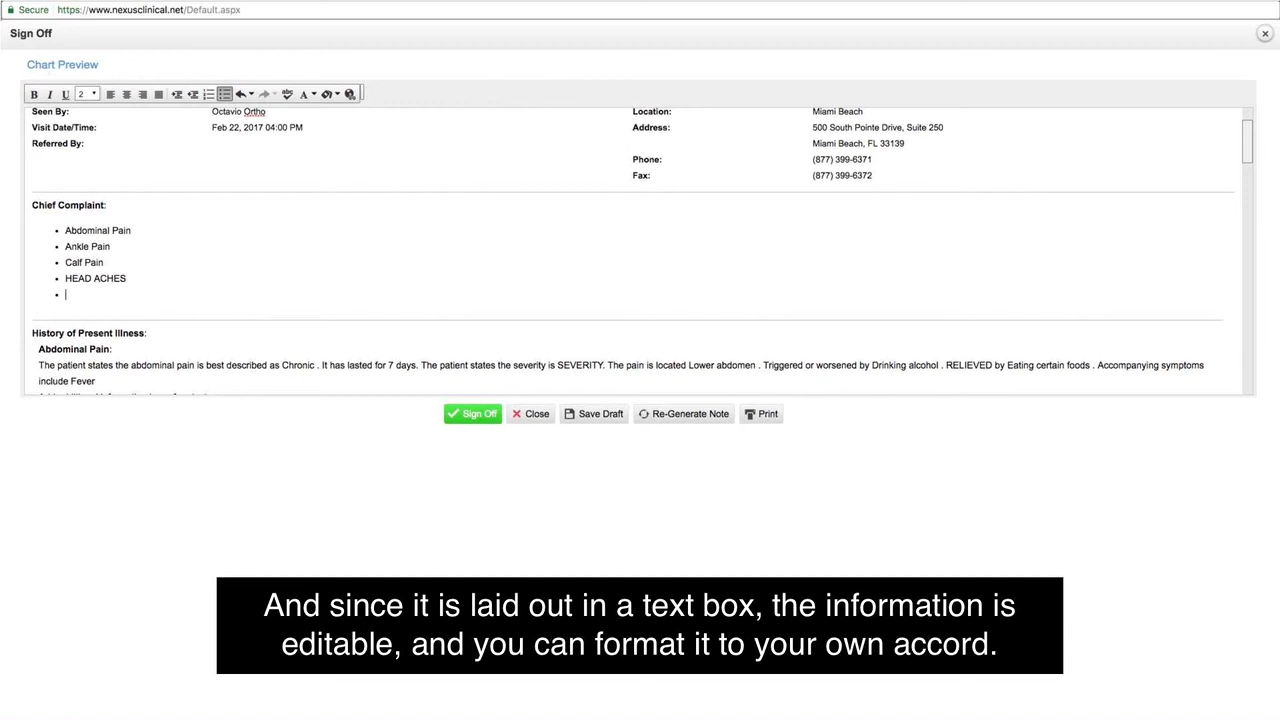 Secure https://www.nexusclinical.net/Default.aspx
Sign Off
Chart Preview
B I U 2
Seen By: Octavio Ortho Location: Miami Beach
Visit Date/Time: Feb 22, 2017 04:00 PM Address: 500 South Pointe Drive, Suite 250
Referred By: Miami Beach, FL 33139
Phone: (877) 399-6371
Fax: (877) 399-6372
Chief Complaint:
• Abdominal Pain
• Ankle Pain
• Calf Pain
• HEAD ACHES
•
History of Present Illness:
Abdominal Pain:
The patient states the abdominal pain is best described as Chronic . It has lasted for 7 days. The patient states the severity is SEVERITY. The pain is located Lower abdomen . Triggered or worsened by Drinking alcohol . RELIEVED by Eating certain foods . Accompanying symptoms
include Fever
Sign Off Close Save Draft Re-Generate Note Print
And since it is laid out in a text box, the information is
editable, and you can format it to your own accord.